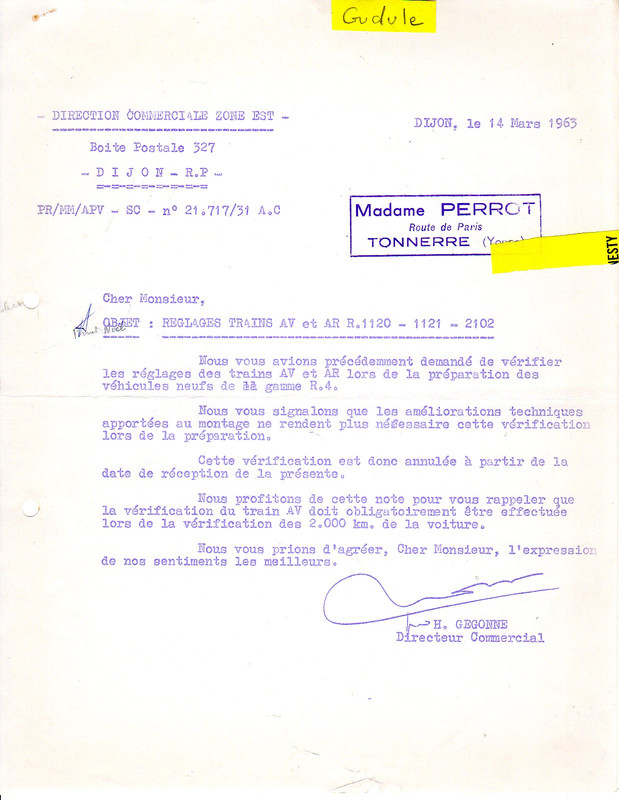 Gudule
- DIRECTION COMMERCIALE ZONE EST -
DIJON, le 14 Mars 1963
Boite Postale 327
- D I J O N - R.P -
PR/MM/APV - SC - n° 21.717/31 A.C
Madame PERROT
Route de Paris
TONNERRE
NESTY
Cher Monsieur,
OBJET : REGLAGES TRAINS AV et AR R.1120 - 1121 - 2102
Nous vous avions précédemment demandé de vérifier
les réglages des trains AV et AR lors de la préparation des
véhicules neufs de la gamme R.4.
Nous vous signalons que les améliorations techniques
apportées au montage ne rendent plus nécessaire cette vérification
lors de la préparation.
Cette vérification est donc annulée à partir de la
date de réception de la présente.
Nous profitons de cette note pour vous rappeler que
la vérification du train AV doit obligatoirement être effectuée
lors de la vérification des 2.000 km. de la voiture.
Nous vous prions d'agréer, Cher Monsieur, l'expression
de nos sentiments les meilleurs.
H. GEGONNE
Directeur Commercial